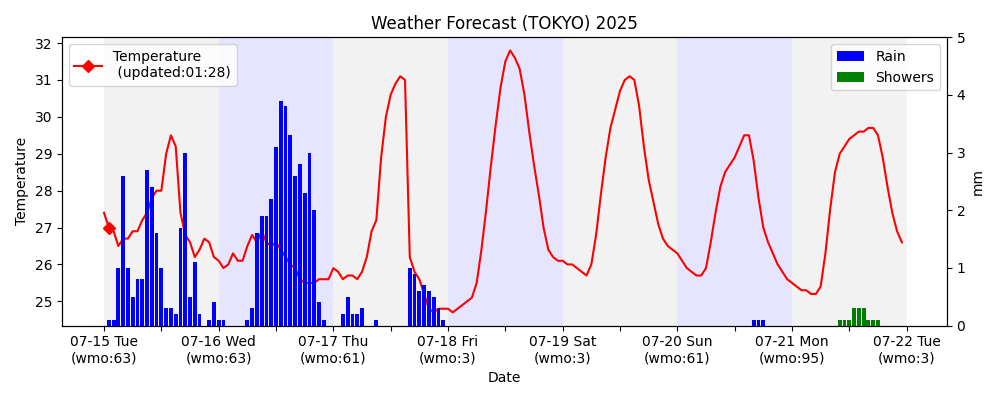 Weather Forecast (TOKYO) 2025
Temperature
(updated:01:28)
Rain
Showers
32
31
30
29
28
27
26
25
Temperature
5
4
3
2
1
0
mm
07-15 Tue
(wmo:63)
07-16 Wed
(wmo:63)
07-17 Thu
(wmo:61)
07-18 Fri
(wmo:3)
07-19 Sat
(wmo:3)
07-20 Sun
(wmo:61)
07-21 Mon
(wmo:95)
07-22 Tue
(wmo:3)
Date